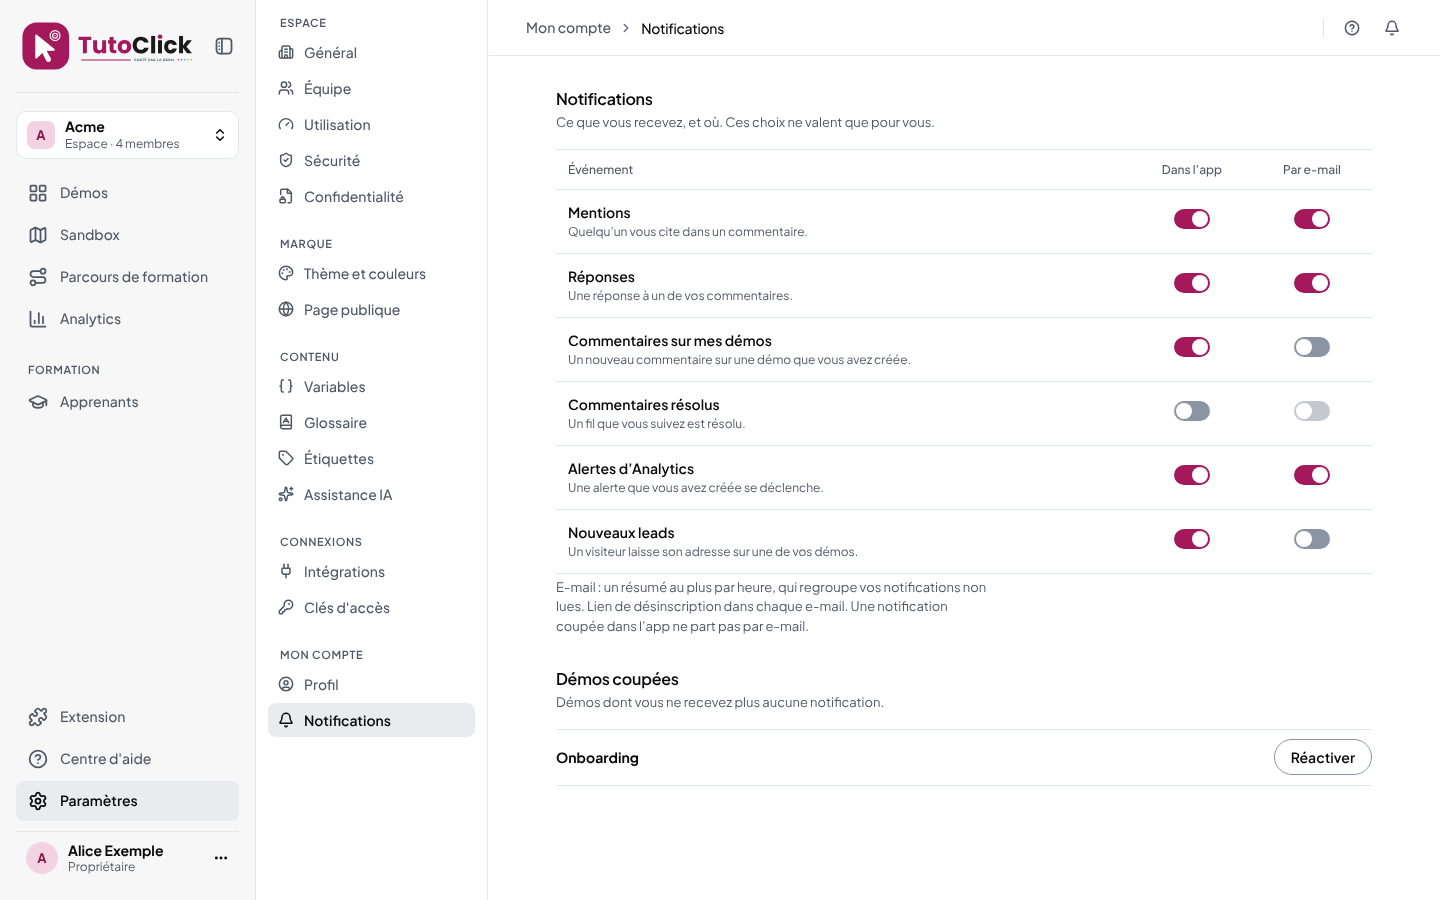 TutoClick
A
Acme
Espace · 4 membres
Démos
Sandbox
Parcours de formation
Analytics
FORMATION
Apprenants
Extension
Centre d'aide
Paramètres
A
Alice Exemple
Propriétaire
ESPACE
Général
Équipe
Utilisation
Sécurité
Confidentialité
MARQUE
Thème et couleurs
Page publique
CONTENU
Variables
Glossaire
Étiquettes
Assistance IA
CONNEXIONS
Intégrations
Clés d'accès
MON COMPTE
Profil
Notifications
Mon compte > Notifications
Notifications
Ce que vous recevez, et où. Ces choix ne valent que pour vous.
Événement Dans l’app Par e-mail
Mentions
Quelqu’un vous cite dans un commentaire.
Réponses
Une réponse à un de vos commentaires.
Commentaires sur mes démos
Un nouveau commentaire sur une démo que vous avez créée.
Commentaires résolus
Un fil que vous suivez est résolu.
Alertes d’Analytics
Une alerte que vous avez créée se déclenche.
Nouveaux leads
Un visiteur laisse son adresse sur une de vos démos.
E-mail : un résumé au plus par heure, qui regroupe vos notifications non
lues. Lien de désinscription dans chaque e-mail. Une notification
coupée dans l’app ne part pas par e-mail.
Démos coupées
Démos dont vous ne recevez plus aucune notification.
Onboarding Réactiver